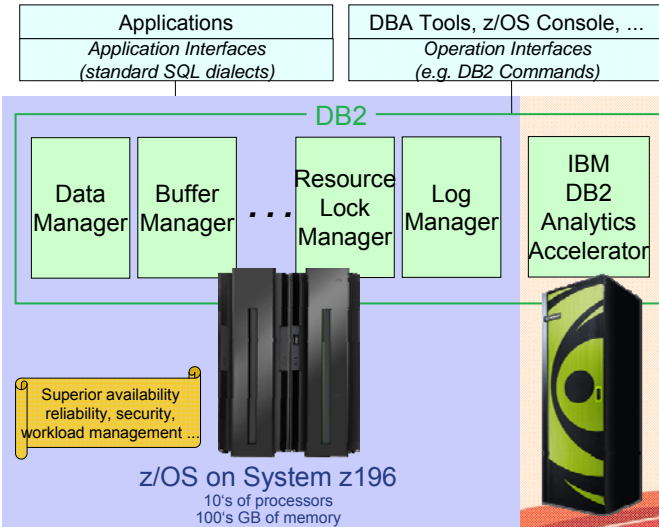 Applications
Application Interfaces
(standard SQL dialects)
DBA Tools, z/OS Console, ...
Operation Interfaces
(e.g. DB2 Commands)
DB2
Data
Manager
Buffer
Manager
...
Resource
Lock
Manager
Log
Manager
IBM
DB2
Analytics
Accelerator
Superior availability
reliability, security,
workload management ...
z/OS on System z196
10's of processors
100's GB of memory